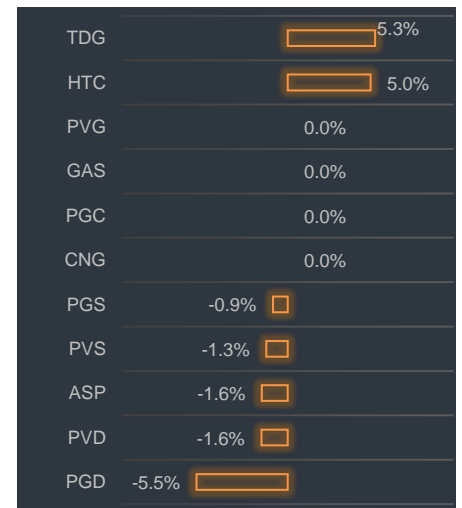 TDG 5.3%
HTC 5.0%
PVG 0.0%
GAS 0.0%
PGC 0.0%
CNG 0.0%
PGS -0.9%
PVS -1.3%
ASP -1.6%
PVD -1.6%
PGD -5.5%